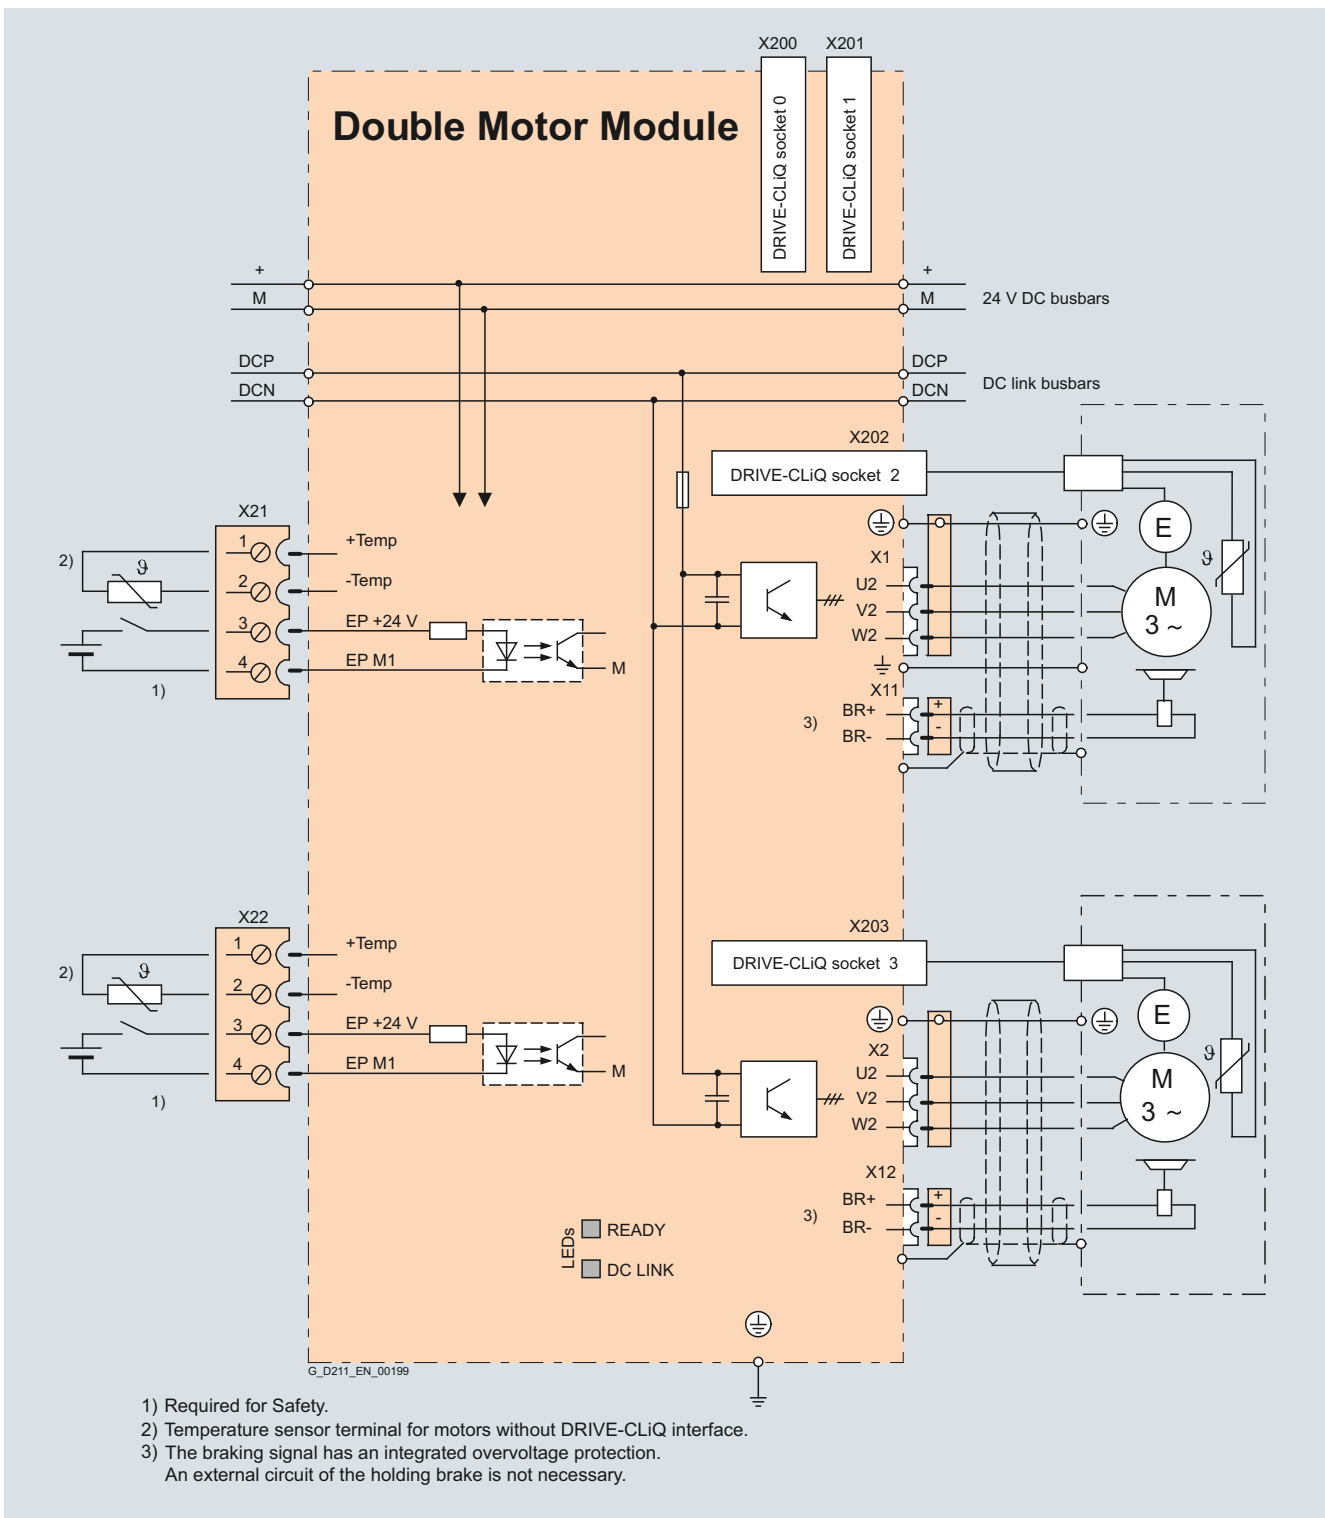 X200 X201
Double Motor Module
DRIVE-CLiQ socket 0
DRIVE-CLiQ socket 1
+ +
M M 24 V DC busbars
DCP DCP
DCN DCN DC link busbars
X202
DRIVE-CLiQ socket 2
X21
1 +Temp
2) ϑ
2 -Temp
3 EP +24 V
4 EP M1
M
1)
E
ϑ
X1
U2
V2
W2
M
3 ~
X11
3) BR+ +
BR- -
X203
DRIVE-CLiQ socket 3
X22
1 +Temp
2) ϑ
2 -Temp
3 EP +24 V
4 EP M1
M
1)
E
ϑ
X2
U2
V2
W2
M
3 ~
X12
3) BR+ +
BR- -
LEDs
READY
DC LINK
G_D211_EN_00199
1) Required for Safety.
2) Temperature sensor terminal for motors without DRIVE-CLiQ interface.
3) The braking signal has an integrated overvoltage protection.
An external circuit of the holding brake is not necessary.